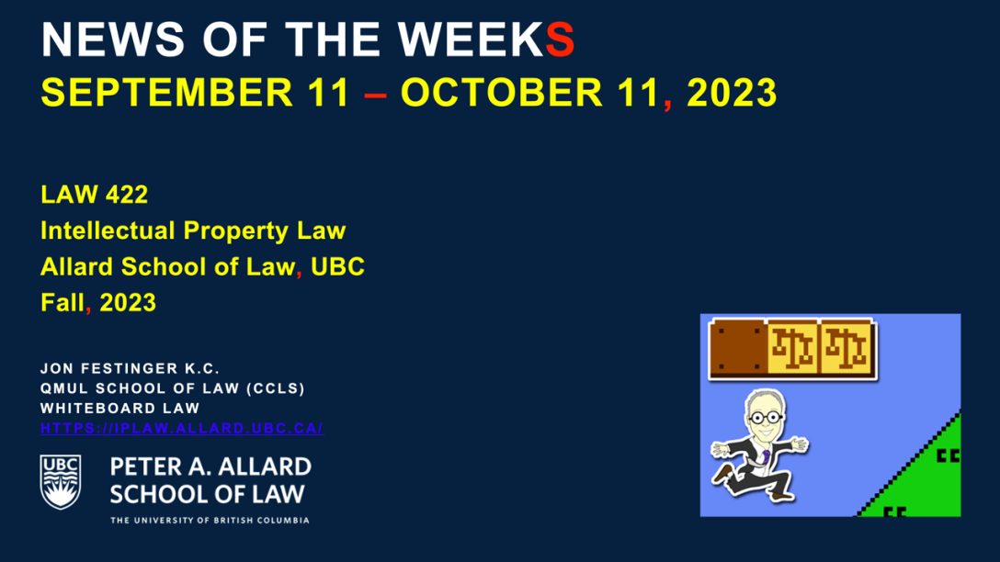 NEWS OF THE WEEKS
SEPTEMBER 11 – OCTOBER 11, 2023
LAW 422
Intellectual Property Law
Allard School of Law, UBC
Fall, 2023
JON FESTINGER K.C.
QMUL SCHOOL OF LAW (CCLS)
WHITEBOARD LAW
HTTPS://IPLAW.ALLARD.UBC.CA/
UBC
PETER A. ALLARD
SCHOOL OF LAW
THE UNIVERSITY OF BRITISH COLUMBIA